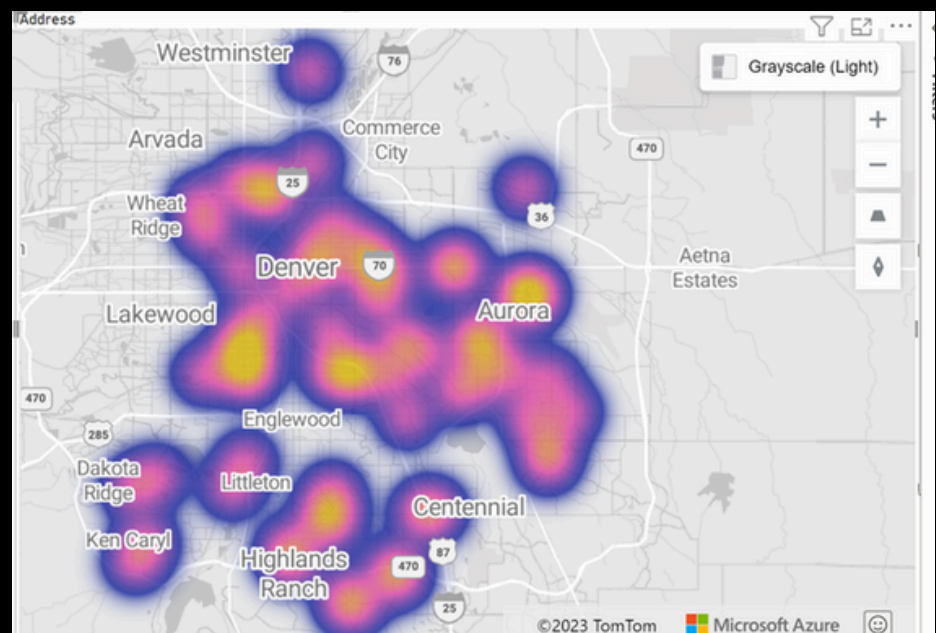 Address
Westminster
76
Grayscale (Light)
Commerce
City
Arvada
470
25
Wheat
Ridge
36
Aetna
Estates
Denver
70
Lakewood
Aurora
470
Englewood
285
Dakota
Ridge
Littleton
Centennial
Ken Caryl
87
Highlands
Ranch
470
25
©2023 TomTom
Microsoft Azure